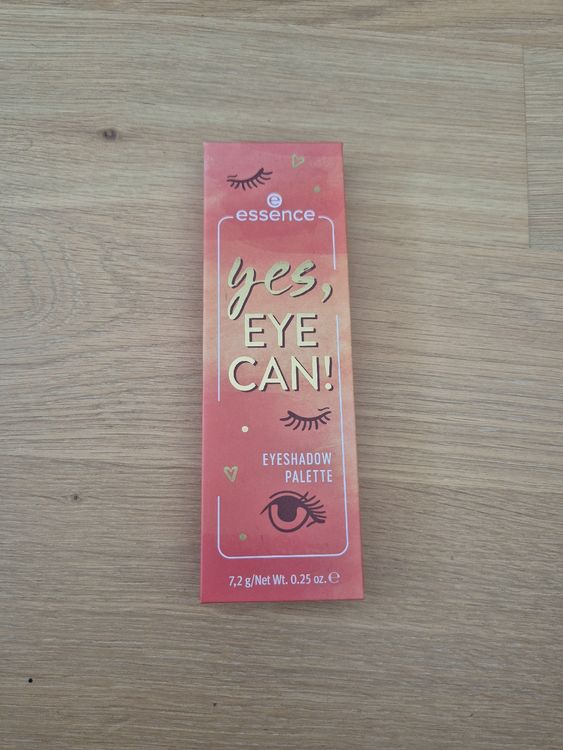 e
essence
yes,
EYE
CAN!
EYESHADOW
PALETTE
7,2 g/Net Wt. 0.25 oz. ℮